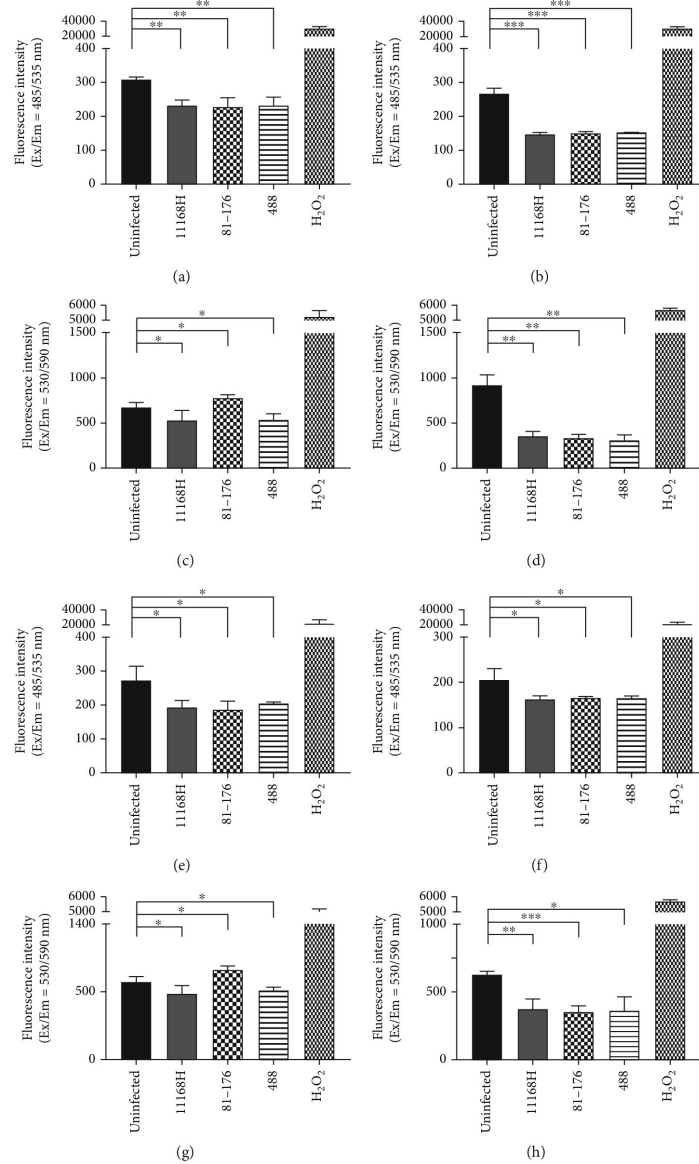 40000
20000
400
300
200
100
0
Fluorescence intensity
(Ex/Em = 485/535 nm)
**
**
**
Uninfected
11168H
81–176
488
H₂O₂
(a)
40000
20000
400
300
200
100
0
Fluorescence intensity
(Ex/Em = 485/535 nm)
***
***
***
Uninfected
11168H
81–176
488
H₂O₂
(b)
6000
5000
1500
1000
500
0
Fluorescence intensity
(Ex/Em = 530/590 nm)
*
*
*
Uninfected
11168H
81–176
488
H₂O₂
(c)
6000
5000
1500
1000
500
0
Fluorescence intensity
(Ex/Em = 530/590 nm)
**
**
**
Uninfected
11168H
81–176
488
H₂O₂
(d)
40000
20000
400
300
200
100
0
Fluorescence intensity
(Ex/Em = 485/535 nm)
*
*
*
Uninfected
11168H
81–176
488
H₂O₂
(e)
40000
20000
300
200
100
0
Fluorescence intensity
(Ex/Em = 485/535 nm)
*
*
*
Uninfected
11168H
81–176
488
H₂O₂
(f)
6000
5000
1400
500
0
Fluorescence intensity
(Ex/Em = 530/590 nm)
*
*
*
Uninfected
11168H
81–176
488
H₂O₂
(g)
6000
5000
1000
500
0
Fluorescence intensity
(Ex/Em = 530/590 nm)
*
***
**
Uninfected
11168H
81–176
488
H₂O₂
(h)